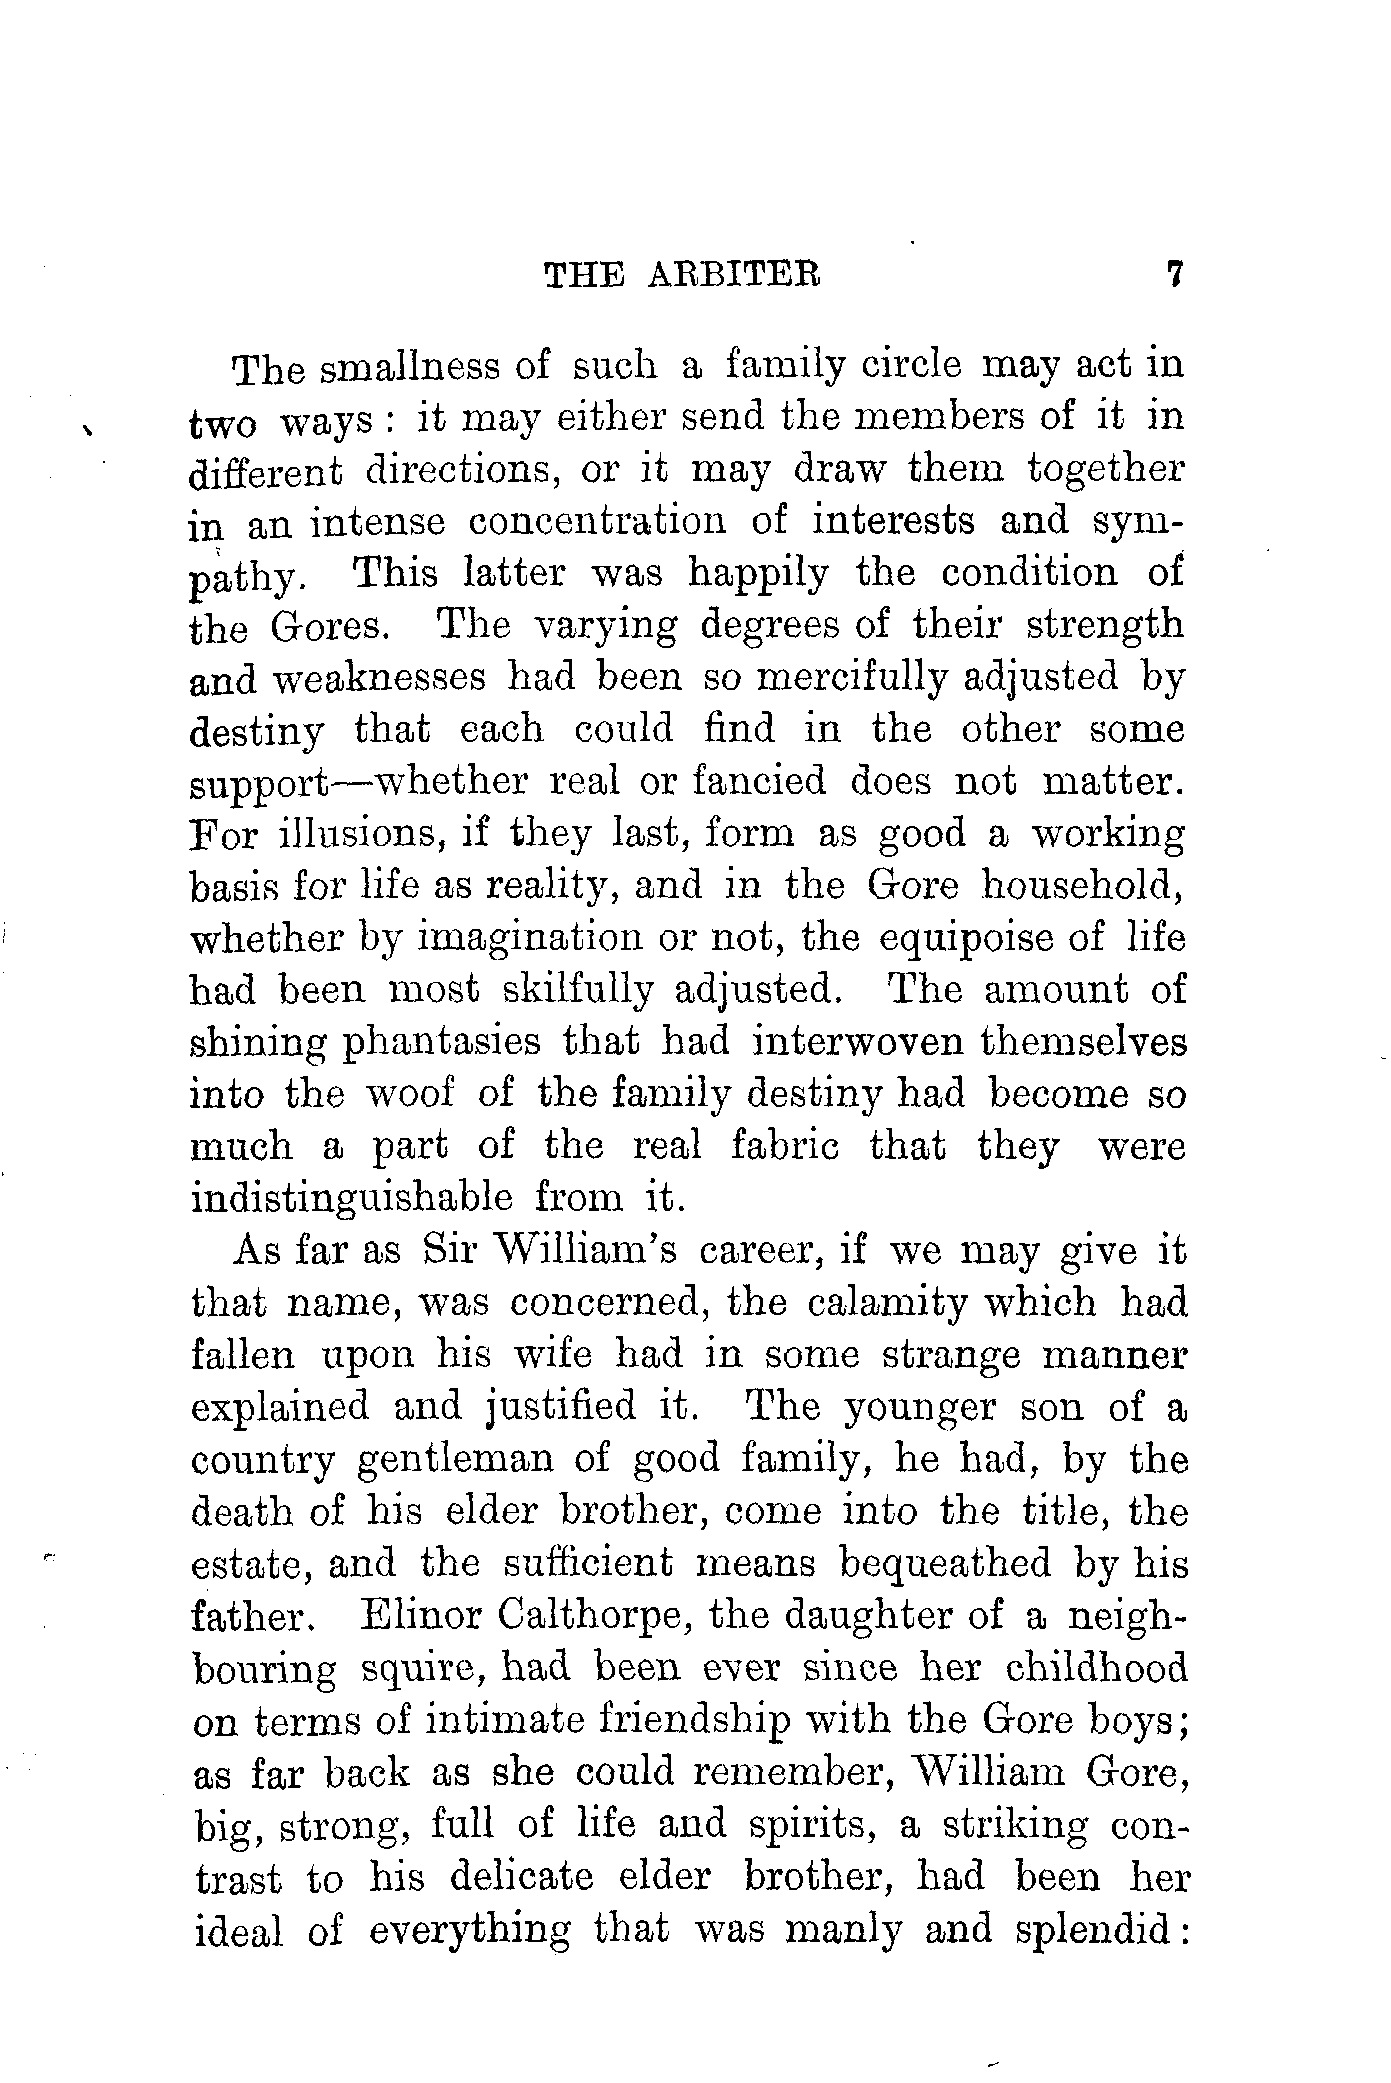 THE ARBITER 7
The smallness of such a family circle may act in
two ways : it may either send the members of it in
different directions, or it may draw them together
in an intense concentration of interests and sym-
pathy. This latter was happily the condition of
the Gores. The varying degrees of their strength
and weaknesses had been so mercifully adjusted by
destiny that each could find in the other some
support—whether real or fancied does not matter.
For illusions, if they last, form as good a working
basis for life as reality, and in the Gore household,
whether by imagination or not, the equipoise of life
had been most skilfully adjusted. The amount of
shining phantasies that had interwoven themselves
into the woof of the family destiny had become so
much a part of the real fabric that they were
indistinguishable from it.
As far as Sir William's career, if we may give it
that name, was concerned, the calamity which had
fallen upon his wife had in some strange manner
explained and justified it. The younger son of a
country gentleman of good family, he had, by the
death of his elder brother, come into the title, the
estate, and the sufficient means bequeathed by his
father. Elinor Calthorpe, the daughter of a neigh-
bouring squire, had been ever since her childhood
on terms of intimate friendship with the Gore boys;
as far back as she could remember, William Gore,
big, strong, full of life and spirits, a striking con-
trast to his delicate elder brother, had been her
ideal of everything that was manly and splendid :